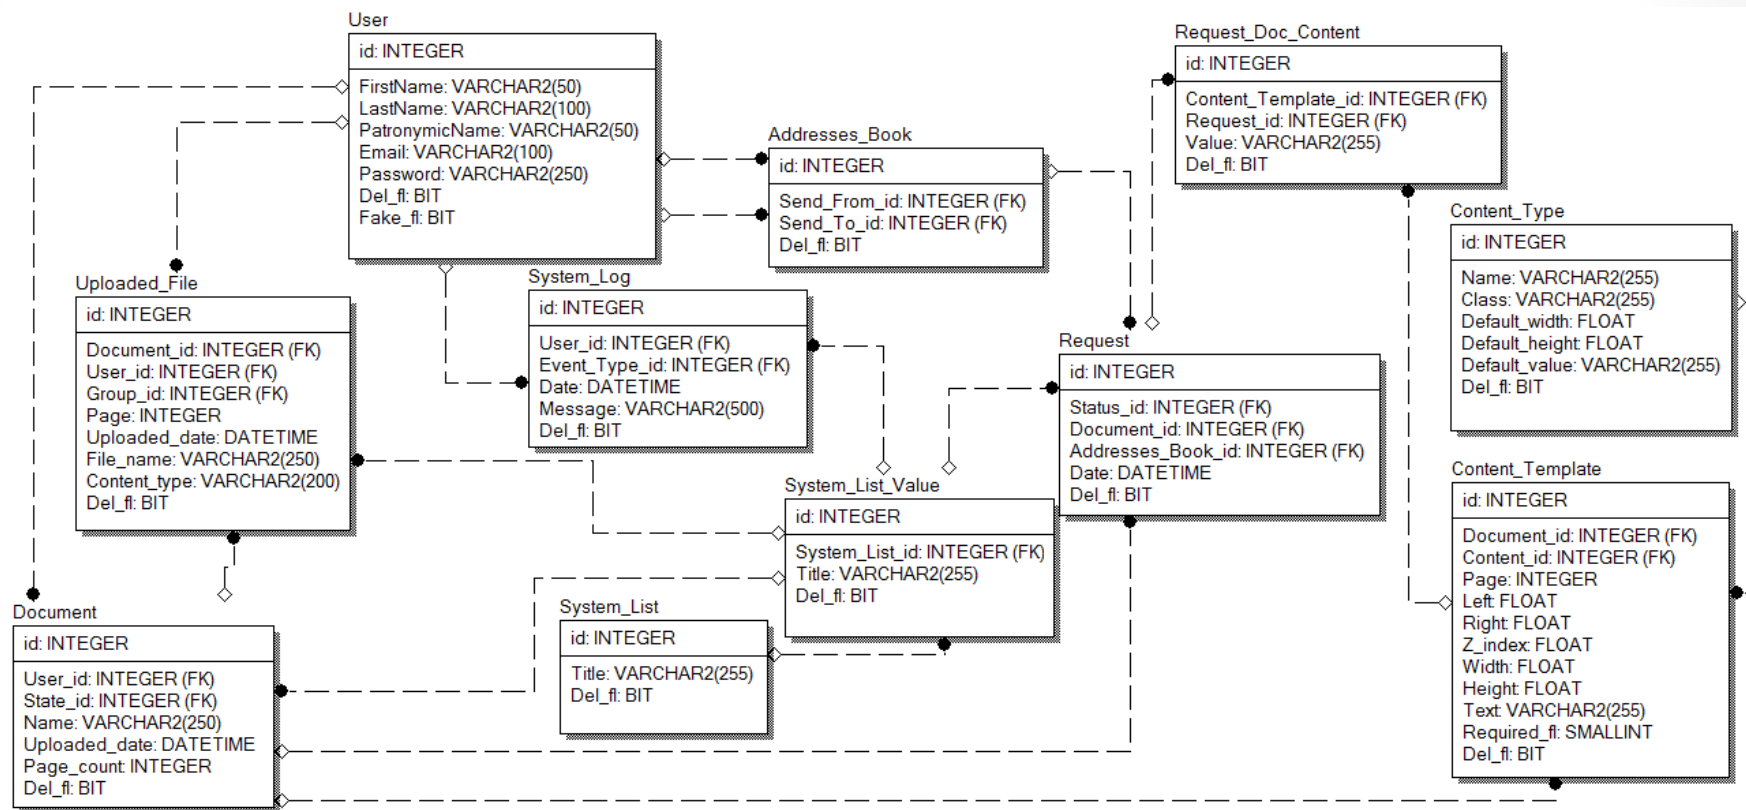 User
id: INTEGER
FirstName: VARCHAR2(50)
LastName: VARCHAR2(100)
PatronymicName: VARCHAR2(50)
Email: VARCHAR2(100)
Password: VARCHAR2(250)
Del_fl: BIT
Fake_fl: BIT
Request_Doc_Content
id: INTEGER
Content_Template_id: INTEGER (FK)
Request_id: INTEGER (FK)
Value: VARCHAR2(255)
Del_fl: BIT
Addresses_Book
id: INTEGER
Send_From_id: INTEGER (FK)
Send_To_id: INTEGER (FK)
Del_fl: BIT
Content_Type
id: INTEGER
Name: VARCHAR2(255)
Class: VARCHAR2(255)
Default_width: FLOAT
Default_height: FLOAT
Default_value: VARCHAR2(255)
Del_fl: BIT
Uploaded_File
id: INTEGER
Document_id: INTEGER (FK)
User_id: INTEGER (FK)
Group_id: INTEGER (FK)
Page: INTEGER
Uploaded_date: DATETIME
File_name: VARCHAR2(250)
Content_type: VARCHAR2(200)
Del_fl: BIT
System_Log
id: INTEGER
User_id: INTEGER (FK)
Event_Type_id: INTEGER (FK)
Date: DATETIME
Message: VARCHAR2(500)
Del_fl: BIT
Request
id: INTEGER
Status_id: INTEGER (FK)
Document_id: INTEGER (FK)
Addresses_Book_id: INTEGER (FK)
Date: DATETIME
Del_fl: BIT
System_List_Value
id: INTEGER
System_List_id: INTEGER (FK)
Title: VARCHAR2(255)
Del_fl: BIT
Content_Template
id: INTEGER
Document_id: INTEGER (FK)
Content_id: INTEGER (FK)
Page: INTEGER
Left: FLOAT
Right: FLOAT
Z_index: FLOAT
Width: FLOAT
Height: FLOAT
Text: VARCHAR2(255)
Required_fl: SMALLINT
Del_fl: BIT
Document
id: INTEGER
User_id: INTEGER (FK)
State_id: INTEGER (FK)
Name: VARCHAR2(250)
Uploaded_date: DATETIME
Page_count: INTEGER
Del_fl: BIT
System_List
id: INTEGER
Title: VARCHAR2(255)
Del_fl: BIT